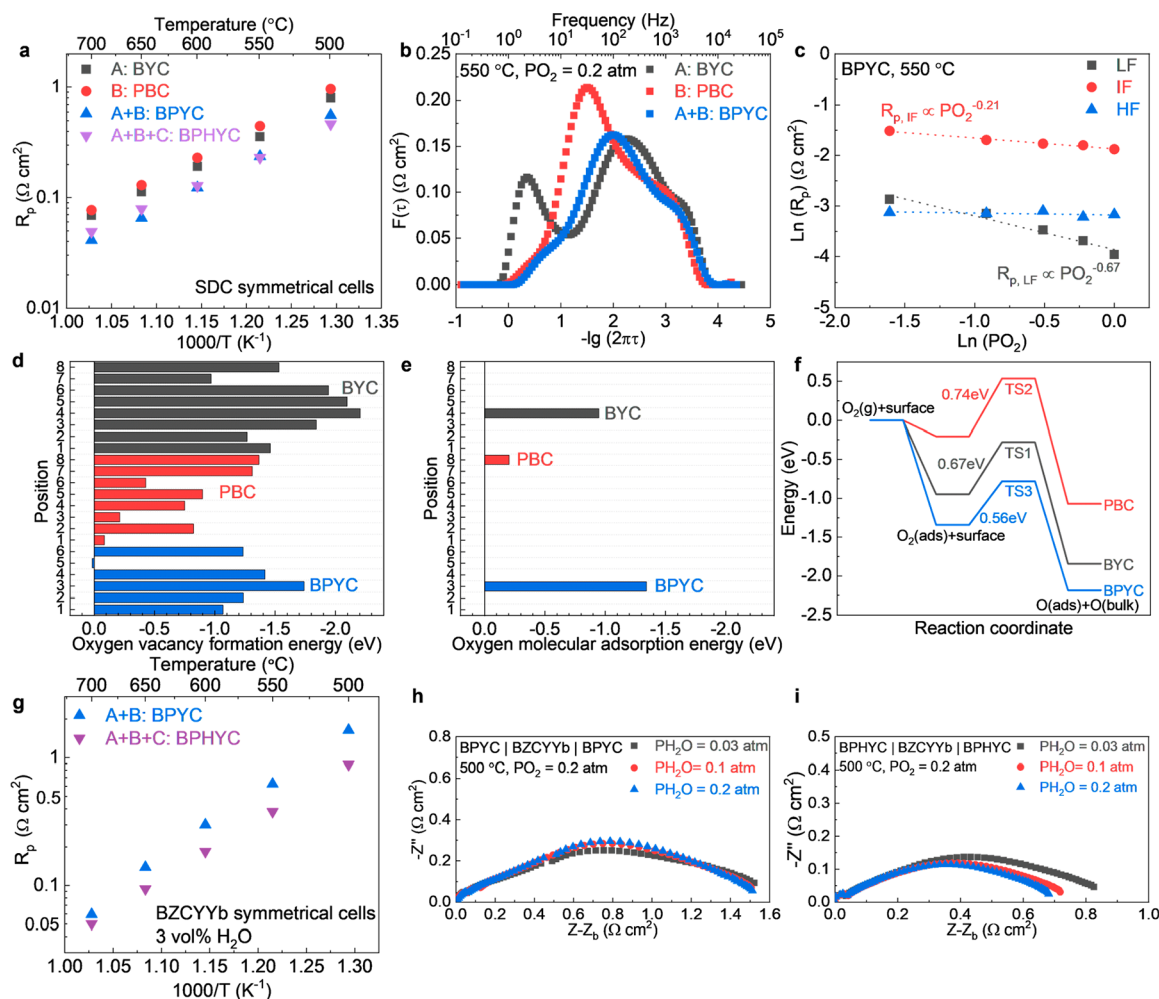 a
Temperature (°C)
700 650 600 550 500
A: BYC
B: PBC
A+B: BPYC
A+B+C: BPHYC
1
0.1
0.01
Rp (Ω cm²)
SDC symmetrical cells
1.00 1.05 1.10 1.15 1.20 1.25 1.30 1.35
1000/T (K⁻¹)
b
Frequency (Hz)
10⁻¹ 10⁰ 10¹ 10² 10³ 10⁴ 10⁵
550 °C, PO₂ = 0.2 atm
A: BYC
B: PBC
A+B: BPYC
0.25
0.20
0.15
0.10
0.05
0.00
F(τ) (Ω cm²)
-1 0 1 2 3 4 5
-lg (2πτ)
c
BPYC, 550 °C
LF
IF
HF
Rp, IF ∝ PO₂^-0.21
Rp, LF ∝ PO₂^-0.67
0
-1
-2
-3
-4
-5
Ln (Rp) (Ω cm²)
-2.0 -1.5 -1.0 -0.5 0.0
Ln (PO₂)
d
8
7
6
5
4
3
2
1
8
7
6
5
4
3
2
1
6
5
4
3
2
1
Position
BYC
PBC
BPYC
0.0 -0.5 -1.0 -1.5 -2.0
Oxygen vacancy formation energy (eV)
e
8
7
6
5
4
3
2
1
8
7
6
5
4
3
2
1
6
5
4
3
2
1
Position
BYC
PBC
BPYC
0.0 -0.5 -1.0 -1.5 -2.0
Oxygen molecular adsorption energy (eV)
f
0.5
0.0
-0.5
-1.0
-1.5
-2.0
-2.5
Energy (eV)
O₂(g)+surface
0.74eV
TS2
0.67eV
TS1
TS3
0.56eV
O₂(ads)+surface
PBC
BYC
BPYC
O(ads)+O(bulk)
Reaction coordinate
g
Temperature (°C)
700 650 600 550 500
A+B: BPYC
A+B+C: BPHYC
1
0.5
0.1
0.05
Rp (Ω cm²)
BZCYYb symmetrical cells
3 vol% H₂O
1.00 1.05 1.10 1.15 1.20 1.25 1.30
1000/T (K⁻¹)
h
BPYC | BZCYYb | BPYC
500 °C, PO₂ = 0.2 atm
PH₂O = 0.03 atm
PH₂O= 0.1 atm
PH₂O = 0.2 atm
0.8
0.6
0.4
0.2
0.0
-Z" (Ω cm²)
0.0 0.2 0.4 0.6 0.8 1.0 1.2 1.4 1.6
Z-Zb (Ω cm²)
i
BPHYC | BZCYYb | BPHYC
500 °C, PO₂ = 0.2 atm
PH₂O = 0.03 atm
PH₂O= 0.1 atm
PH₂O = 0.2 atm
0.5
0.4
0.3
0.2
0.1
0.0
-Z" (Ω cm²)
0.0 0.2 0.4 0.6 0.8 1.0
Z-Zb (Ω cm²)